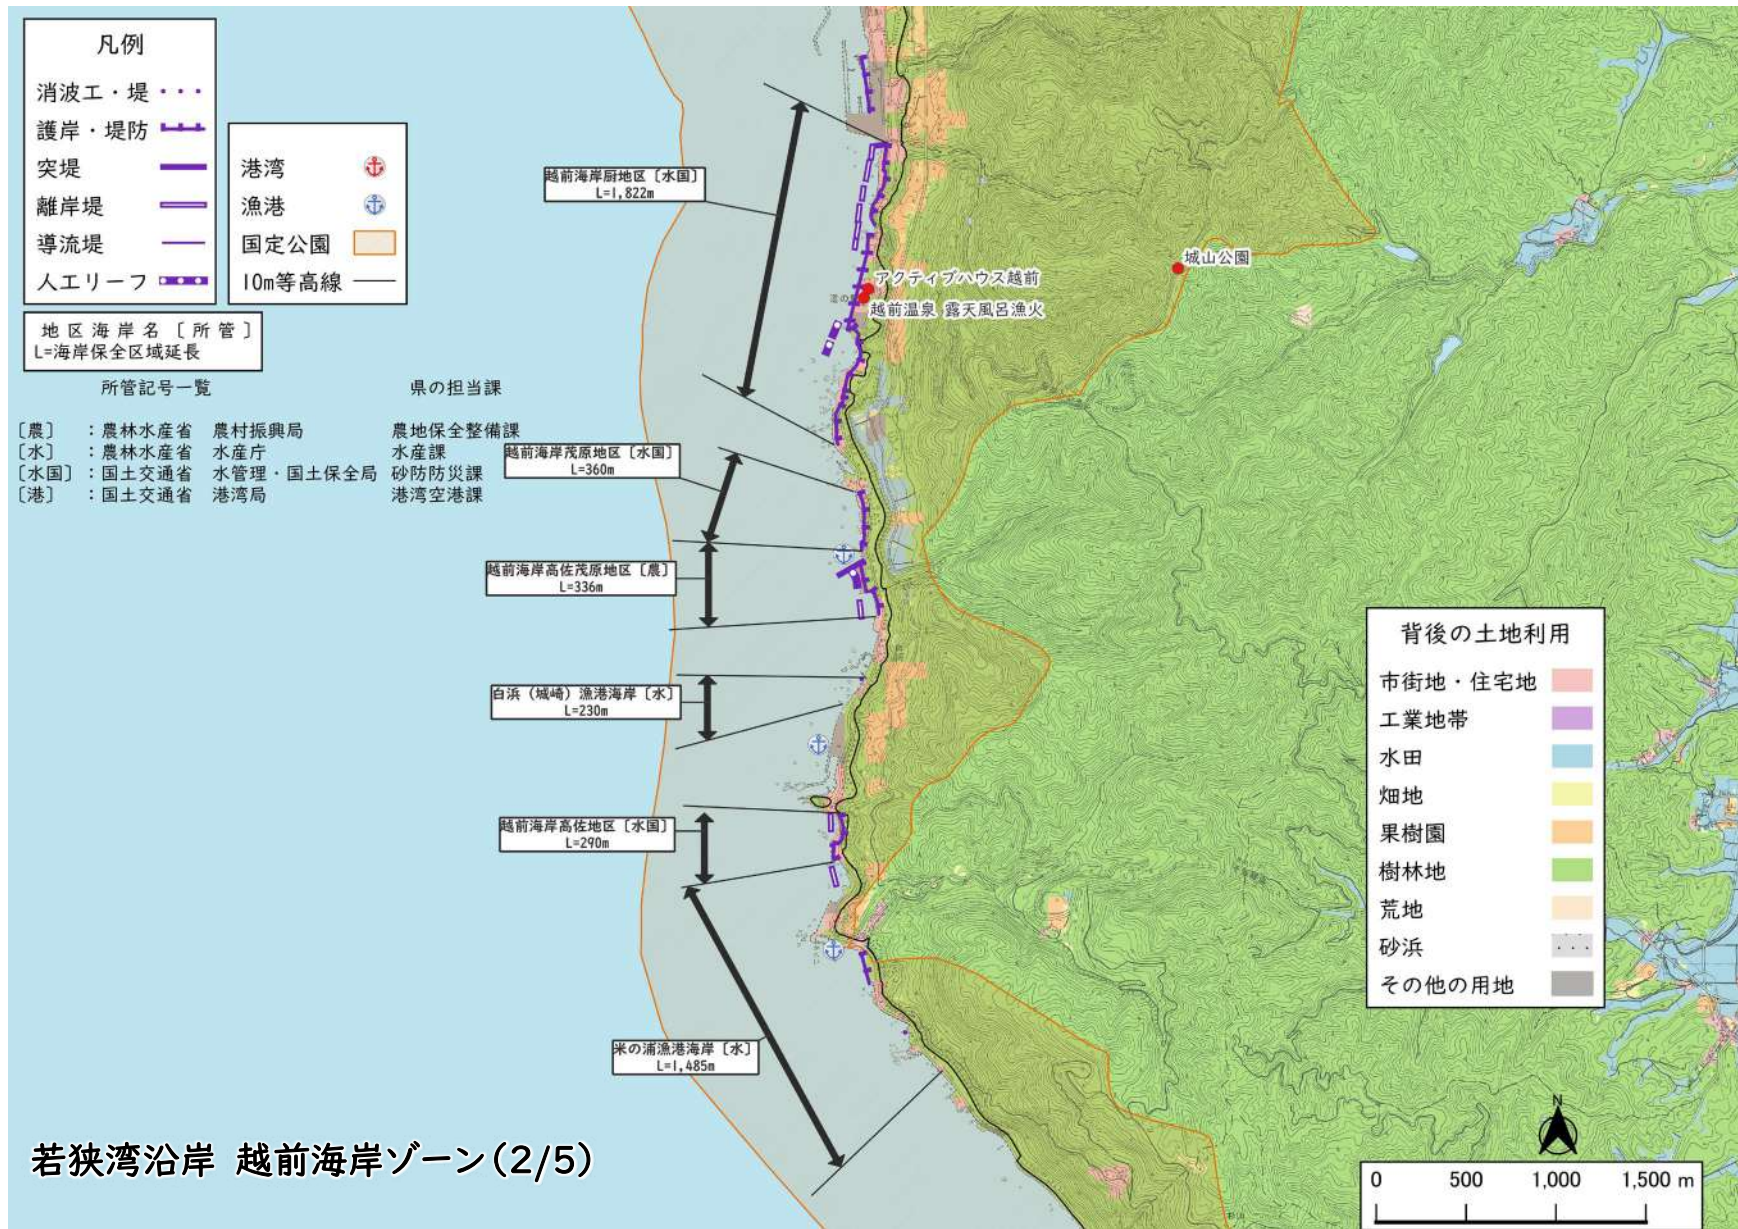 凡例
消波工・堤
護岸・堤防
突堤
離岸堤
導流堤
人工リーフ
港湾
漁港
国定公園
10m等高線
地区海岸名〔所管〕
L=海岸保全区域延長
所管記号一覧 県の担当課
〔農〕 ：農林水産省 農村振興局 農地保全整備課
〔水〕 ：農林水産省 水産庁 水産課
〔水国〕：国土交通省 水管理・国土保全局 砂防防災課
〔港〕 ：国土交通省 港湾局 港湾空港課
越前海岸厨地区〔水国〕
L=1,822m
城山公園
アクティブハウス越前
越前温泉 露天風呂漁火
越前海岸茂原地区〔水国〕
L=360m
越前海岸高佐茂原地区〔農〕
L=336m
白浜（城崎）漁港海岸〔水〕
L=230m
越前海岸高佐地区〔水国〕
L=290m
米の浦漁港海岸〔水〕
L=1,485m
背後の土地利用
市街地・住宅地
工業地帯
水田
畑地
果樹園
樹林地
荒地
砂浜
その他の用地
N
0 500 1,000 1,500 m
若狭湾沿岸 越前海岸ゾーン(2/5)